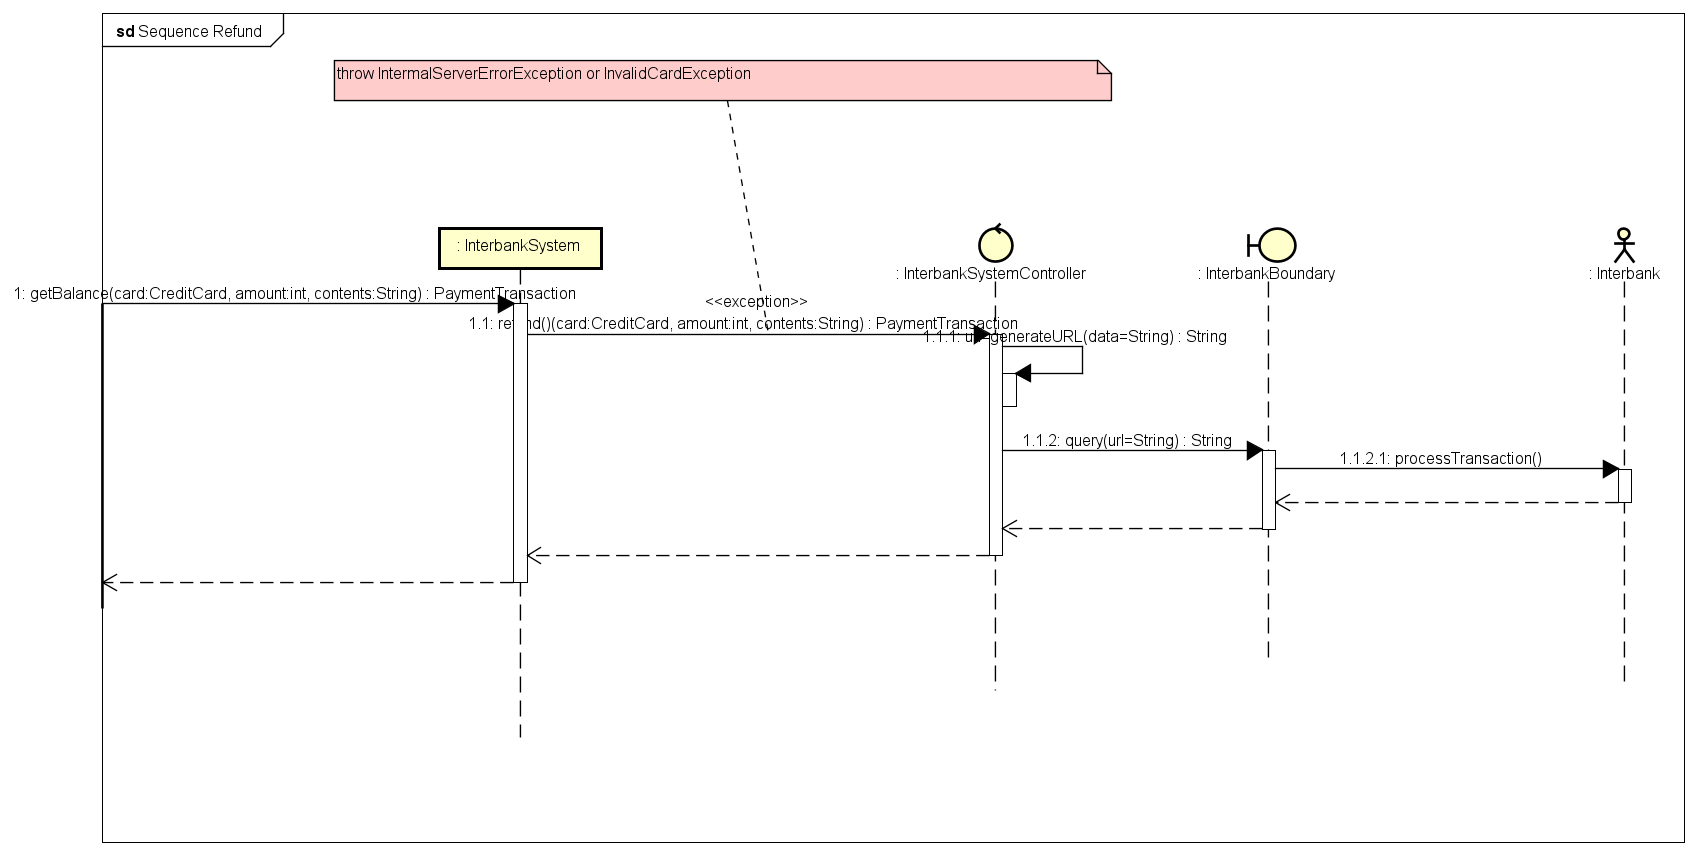 sd Sequence Refund
throw IntermalServerErrorException or InvalidCardException
: InterbankSystem
: InterbankSystemController
: InterbankBoundary
: Interbank
1: getBalance(card:CreditCard, amount:int, contents:String) : PaymentTransaction
<<exception>>
1.1: refund()(card:CreditCard, amount:int, contents:String) : PaymentTransaction
1.1.1: url=generateURL(data=String) : String
1.1.2: query(url=String) : String
1.1.2.1: processTransaction()